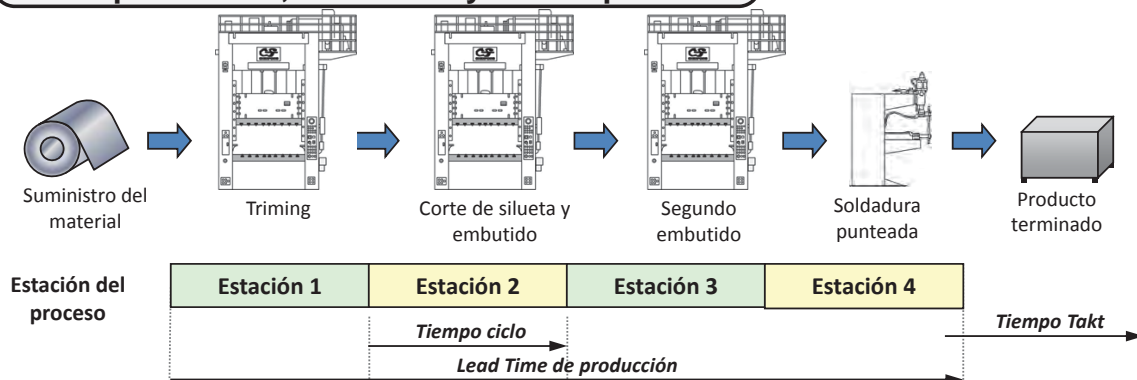 Suministro del
material
Triming
Corte de silueta y
embutido
Segundo
embutido
Soldadura
punteada
Producto
terminado
Estación del
proceso
Estación 1
Estación 2
Estación 3
Estación 4
Tiempo ciclo
Tiempo Takt
Lead Time de producción